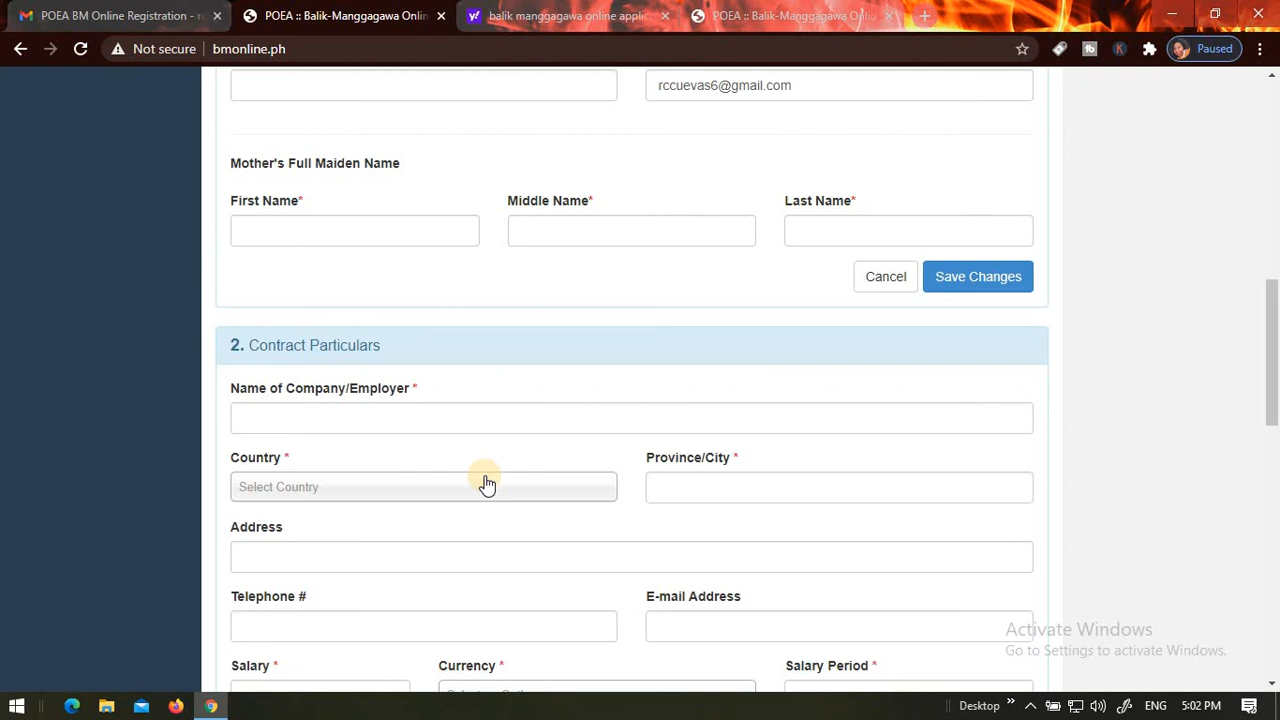 POEA BM Online Registration - rc
POEA :: Balik-Manggagawa Onlin
balik manggagawa online applic
POEA :: Balik-Manggagawa Onlin
Not secure
bmonline.ph
Paused
rccuevas6@gmail.com
Mother's Full Maiden Name
First Name*
Middle Name*
Last Name*
Cancel
Save Changes
2. Contract Particulars
Name of Company/Employer *
Country *
Province/City *
Select Country
Address
Telephone #
E-mail Address
Activate Windows
Go to Settings to activate Windows.
Salary *
Currency *
Salary Period *
Desktop
ENG
5:02 PM